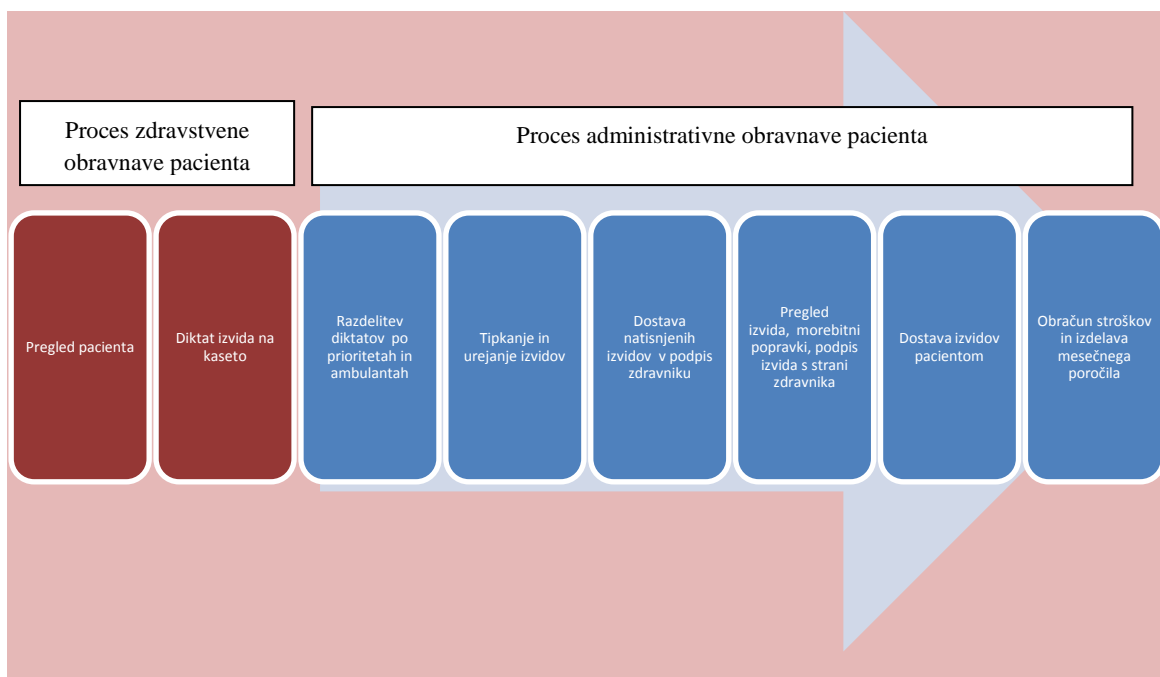 Proces zdravstvene
obravnave pacienta
Proces administrativne obravnave pacienta
Pregled pacienta
Diktat izvida na
kaseto
Razdelitev
diktatov po
prioritetah in
ambulantah
Tipkanje in
urejanje izvidov
Dostava
natisnjenih
izvidov v podpis
zdravniku
Pregled
izvida, morebitni
popravki, podpis
izvida s strani
zdravnika
Dostava izvidov
pacientom
Obračun stroškov
in izdelava
mesečnega
poročila